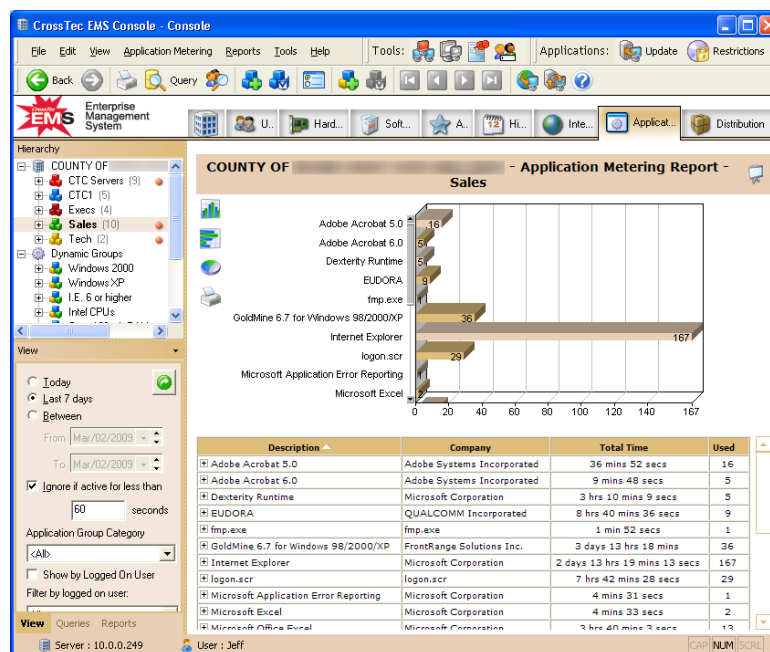 CrossTec EMS Console - Console
File Edit View Application Metering Reports Tools Help Tools: Applications: Update Restrictions
Back Query
CrossTec EMS Enterprise Management System
U.. Hard... Soft... A.. Hi... Inte... Applicat... Distribution
Hierarchy
COUNTY OF
CTC Servers (9)
CTC1 (5)
Execs (4)
Sales (10)
Tech (2)
Dynamic Groups
Windows 2000
Windows XP
I.E. 6 or higher
Intel CPUs
View
Today
Last 7 days
Between
From Mar/02/2009
To Mar/02/2009
Ignore if active for less than
60 seconds
Application Group Category
<All>
Show by Logged On User
Filter by logged on user:
View Queries Reports
COUNTY OF - Application Metering Report -
Sales
Adobe Acrobat 5.0 16
Adobe Acrobat 6.0 5
Dexterity Runtime 5
EUDORA 9
fmp.exe 1
GoldMine 6.7 for Windows 98/2000/XP 36
Internet Explorer 167
logon.scr 29
Microsoft Application Error Reporting 1
Microsoft Excel 2
0 20 40 60 80 100 120 140 167
Description Company Total Time Used
Adobe Acrobat 5.0 Adobe Systems Incorporated 36 mins 52 secs 16
Adobe Acrobat 6.0 Adobe Systems Incorporated 9 mins 48 secs 5
Dexterity Runtime Microsoft Corporation 3 hrs 10 mins 9 secs 5
EUDORA QUALCOMM Incorporated 8 hrs 40 mins 36 secs 9
fmp.exe fmp.exe 1 min 52 secs 1
GoldMine 6.7 for Windows 98/2000/XP FrontRange Solutions Inc. 3 days 13 hrs 18 mins 36
Internet Explorer Microsoft Corporation 2 days 13 hrs 19 mins 13 secs 167
logon.scr logon.scr 7 hrs 42 mins 28 secs 29
Microsoft Application Error Reporting Microsoft Corporation 4 mins 31 secs 1
Microsoft Excel Microsoft Corporation 4 mins 33 secs 2
Microsoft Office Excel Microsoft Corporation 3 hrs 40 mins 3 secs 13
Server : 10.0.0.249 User : Jeff CAP NUM SCRL